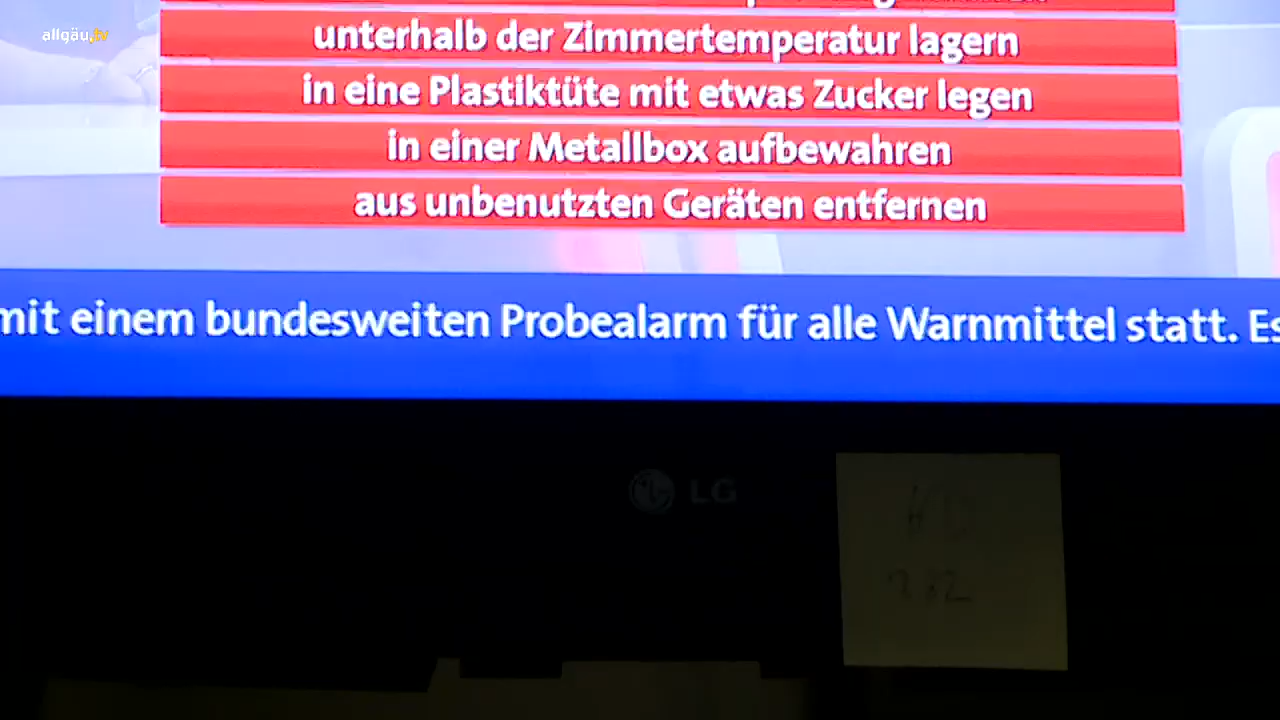 allgäu.tv
unterhalb der Zimmertemperatur lagern
in eine Plastiktüte mit etwas Zucker legen
in einer Metallbox aufbewahren
aus unbenutzten Geräten entfernen
mit einem bundesweiten Probealarm für alle Warnmittel statt. Es
LG